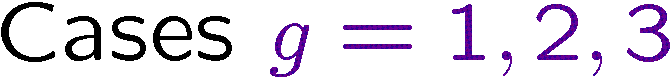 Cases g = 1, 2, 3